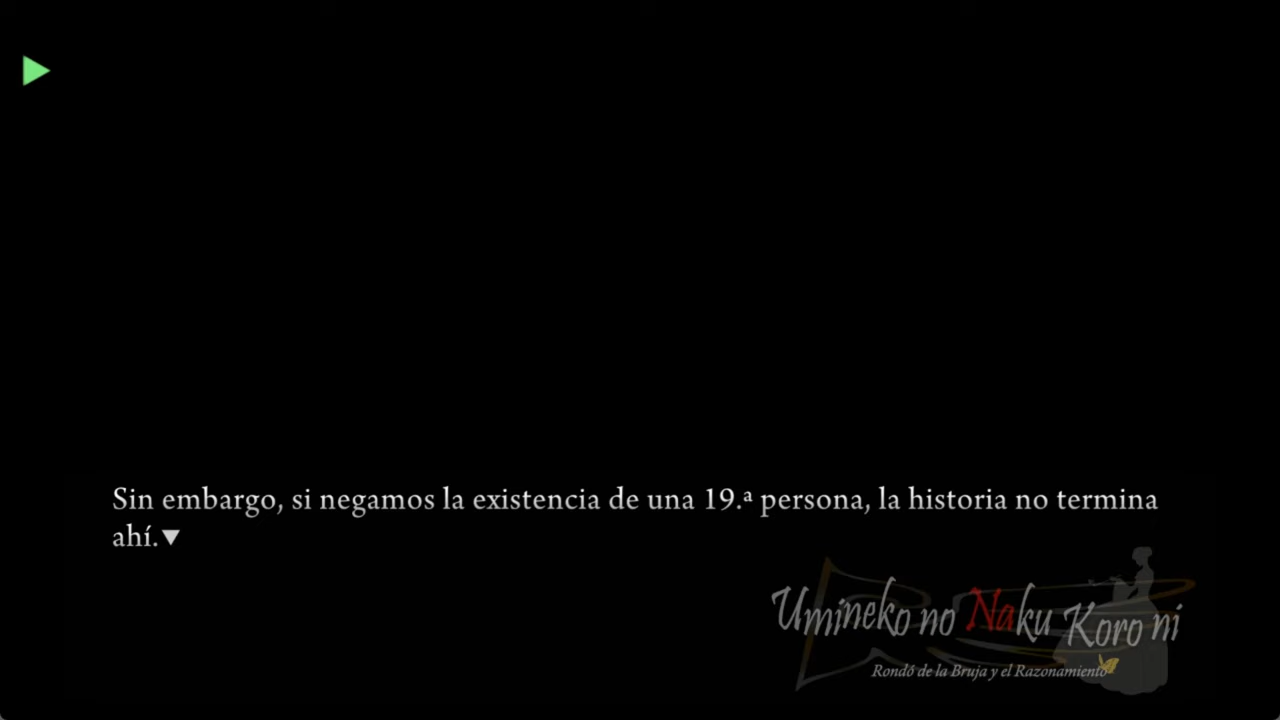 Sin embargo, si negamos la existencia de una 19.ª persona, la historia no termina
ahí.
Umineko no Naku Koro ni
Rondó de la Bruja y el Razonamiento